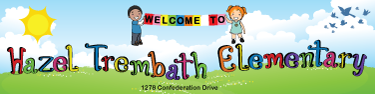 WELCOME TO
Hazel Trembath Elementary
1278 Confederation Drive